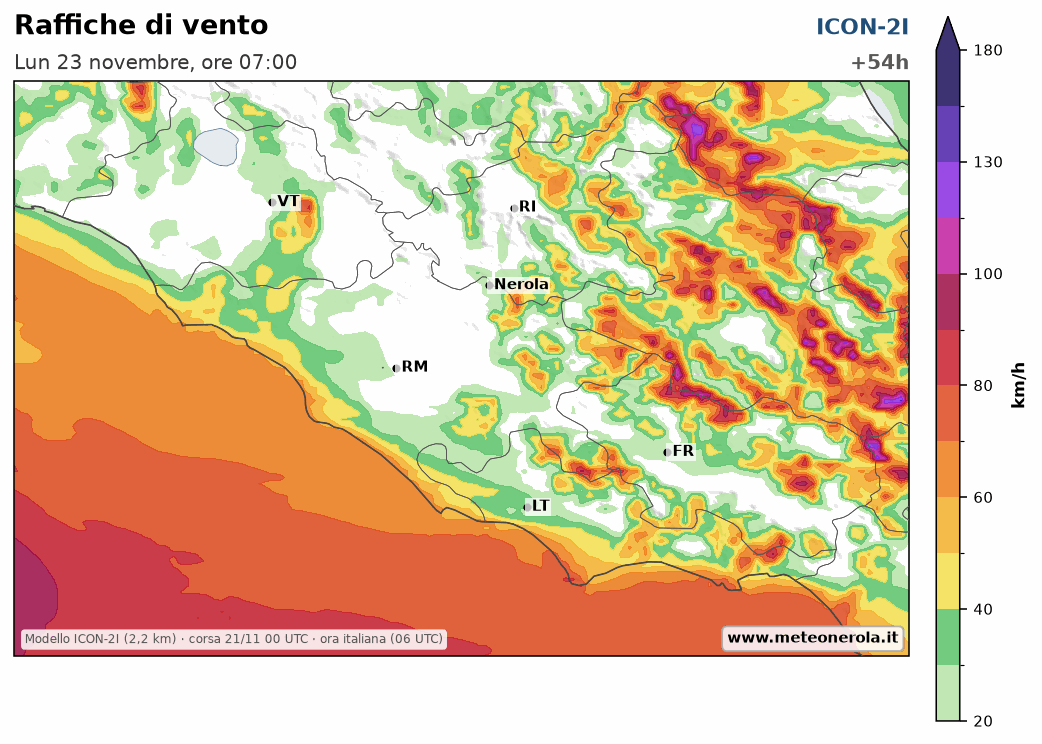 Raffiche di vento
ICON-2I
Lun 23 novembre, ore 07:00
+54h
VT
RI
Nerola
RM
FR
LT
Modello ICON-2I (2,2 km) · corsa 21/11 00 UTC · ora italiana (06 UTC)
www.meteonerola.it
180
130
100
80
60
40
20
km/h